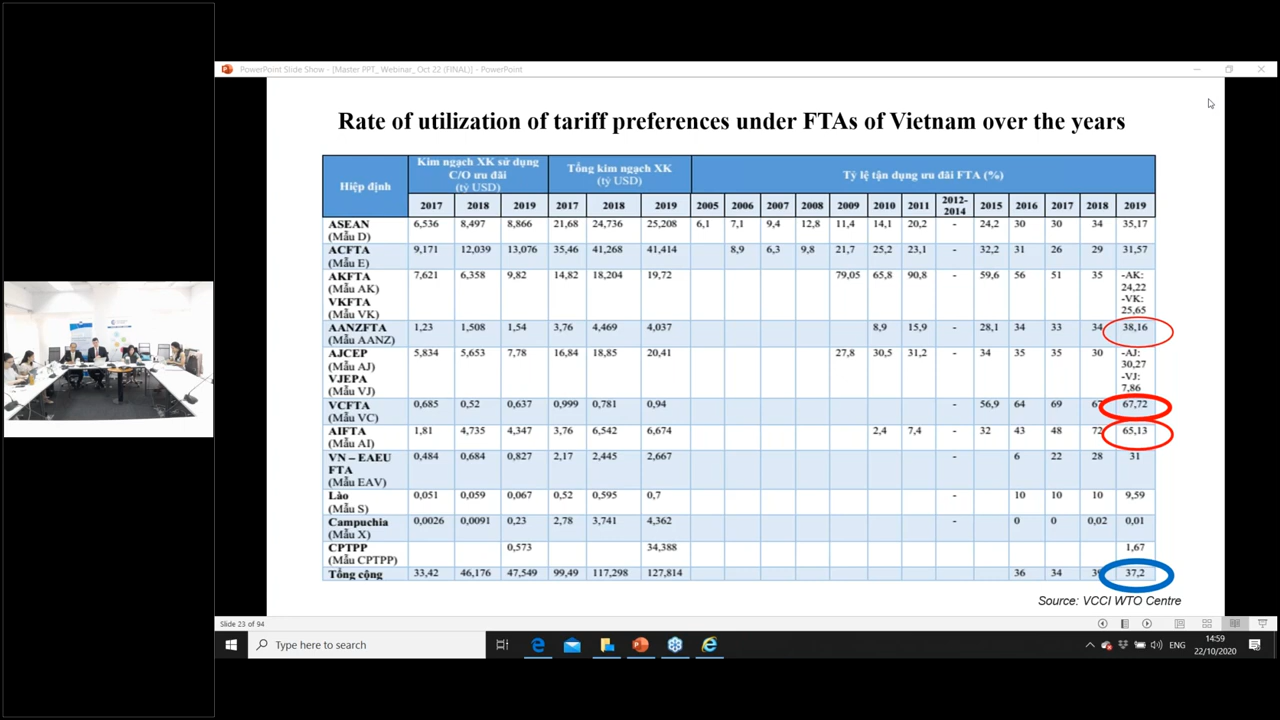 PowerPoint Slide Show - [Master PPT_ Webinar_ Oct 22 (FINAL)] - PowerPoint
Rate of utilization of tariff preferences under FTAs of Vietnam over the years
Hiệp định
Kim ngạch XK sử dụng
C/O ưu đãi
(tỷ USD)
Tổng kim ngạch XK
(tỷ USD)
Tỷ lệ tận dụng ưu đãi FTA (%)
2017 2018 2019 2017 2018 2019 2005 2006 2007 2008 2009 2010 2011 2012-2014 2015 2016 2017 2018 2019
ASEAN 6,536 8,497 8,866 21,68 24,736 25,208 6,1 7,1 9,4 12,8 11,4 14,1 20,2 - 24,2 30 30 34 35,17
(Mẫu D)
ACFTA 9,171 12,039 13,076 35,46 41,268 41,414 8,9 6,3 9,8 21,7 25,2 23,1 - 32,2 31 26 29 31,57
(Mẫu E)
AKFTA 7,621 6,358 9,82 14,82 18,204 19,72 79,05 65,8 90,8 - 59,6 56 51 35 -AK:
(Mẫu AK) 24,22
VKFTA -VK:
(Mẫu VK) 25,65
AANZFTA 1,23 1,508 1,54 3,76 4,469 4,037 8,9 15,9 - 28,1 34 33 34 38,16
(Mẫu AANZ)
AJCEP 5,834 5,653 7,78 16,84 18,85 20,41 27,8 30,5 31,2 - 34 35 35 30 -AJ:
(Mẫu AJ) 30,27
VJEPA -VJ:
(Mẫu VJ) 7,86
VCFTA 0,685 0,52 0,637 0,999 0,781 0,94 - 56,9 64 69 67 67,72
(Mẫu VC)
AIFTA 1,81 4,735 4,347 3,76 6,542 6,674 2,4 7,4 - 32 43 48 72 65,13
(Mẫu AI)
VN – EAEU 0,484 0,684 0,827 2,17 2,445 2,667 - 6 22 28 31
FTA
(Mẫu EAV)
Lào 0,051 0,059 0,067 0,52 0,595 0,7 - 10 10 10 9,59
(Mẫu S)
Campuchia 0,0026 0,0091 0,23 2,78 3,741 4,362 - 0 0 0,02 0,01
(Mẫu X)
CPTPP 0,573 34,388 1,67
(Mẫu CPTPP)
Tổng cộng 33,42 46,176 47,549 99,49 117,298 127,814 36 34 37,2
Source: VCCI WTO Centre
Slide 23 of 94
Type here to search
ENG
14:59
22/10/2020